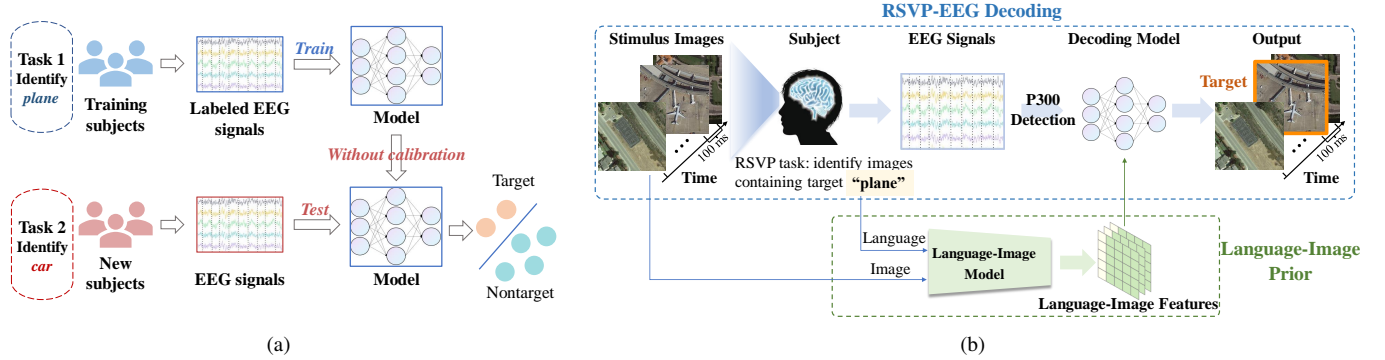 Task 1
Identify
plane
Training
subjects
Labeled EEG
signals
Train
Model
Without calibration
Task 2
Identify
car
New
subjects
EEG signals
Test
Model
Target
Nontarget
(a)
RSVP-EEG Decoding
Stimulus Images
Subject
EEG Signals
Decoding Model
Output
100 ms
Time
RSVP task: identify images
containing target “plane”
P300
Detection
Target
100 ms
Time
Language
Image
Language-Image
Model
Language-Image Features
Language-Image
Prior
(b)